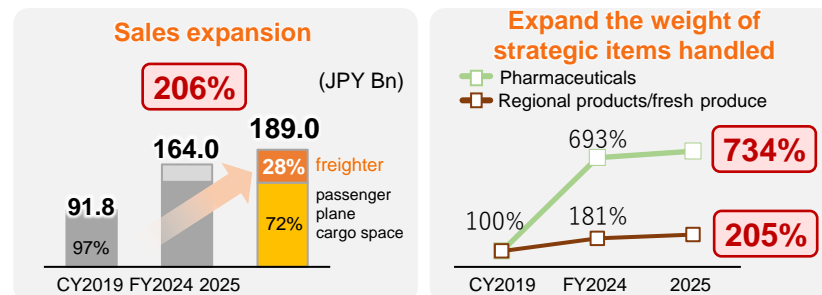 Sales expansion
206%
(JPY Bn)
189.0
164.0
91.8
28%
freighter
97%
72%
passenger
plane
cargo space
CY2019 FY2024 2025
Expand the weight of
strategic items handled
Pharmaceuticals
Regional products/fresh produce
693%
734%
100%
181%
205%
CY2019 FY2024 2025